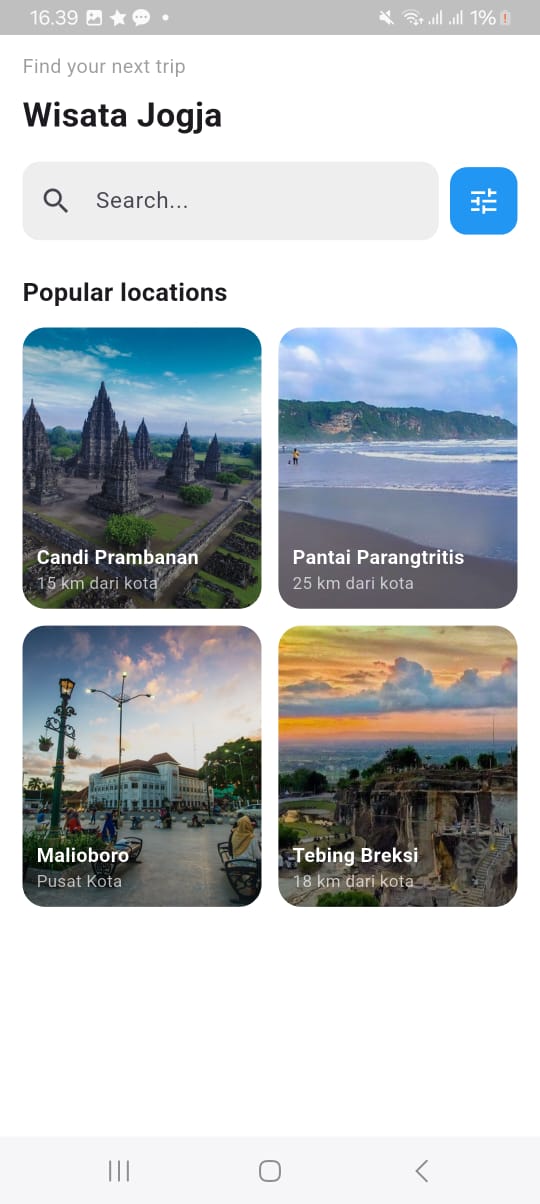 16.39
1%
Find your next trip
Wisata Jogja
Search...
Popular locations
Candi Prambanan
15 km dari kota
Pantai Parangtritis
25 km dari kota
Malioboro
Pusat Kota
Tebing Breksi
18 km dari kota